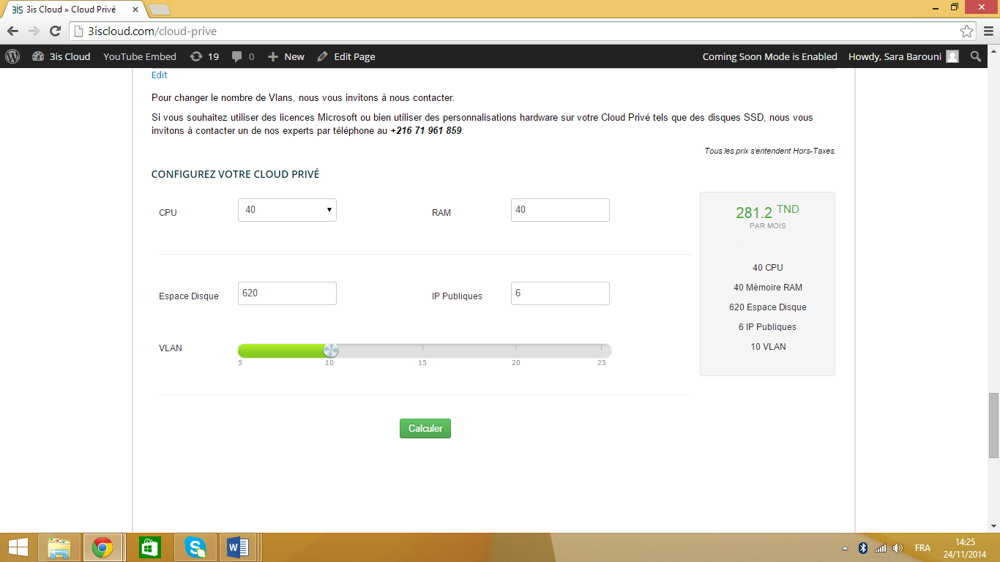 3is Cloud » Cloud Privé
3iscloud.com/cloud-prive
3is Cloud YouTube Embed 19 0 New Edit Page Coming Soon Mode is Enabled Howdy, Sara Barouni
Edit
Pour changer le nombre de Vlans, nous vous invitons à nous contacter.
Si vous souhaitez utiliser des licences Microsoft ou bien utiliser des personnalisations hardware sur votre Cloud Privé tels que des disques SSD, nous vous
invitons à contacter un de nos experts par téléphone au +216 71 961 859.
Tous les prix s'entendent Hors-Taxes.
CONFIGUREZ VOTRE CLOUD PRIVÉ
CPU 40 RAM 40
Espace Disque 620 IP Publiques 6
VLAN
5 10 15 20 25
Calculer
281.2 TND
PAR MOIS
40 CPU
40 Mémoire RAM
620 Espace Disque
6 IP Publiques
10 VLAN
FRA
14:25
24/11/2014